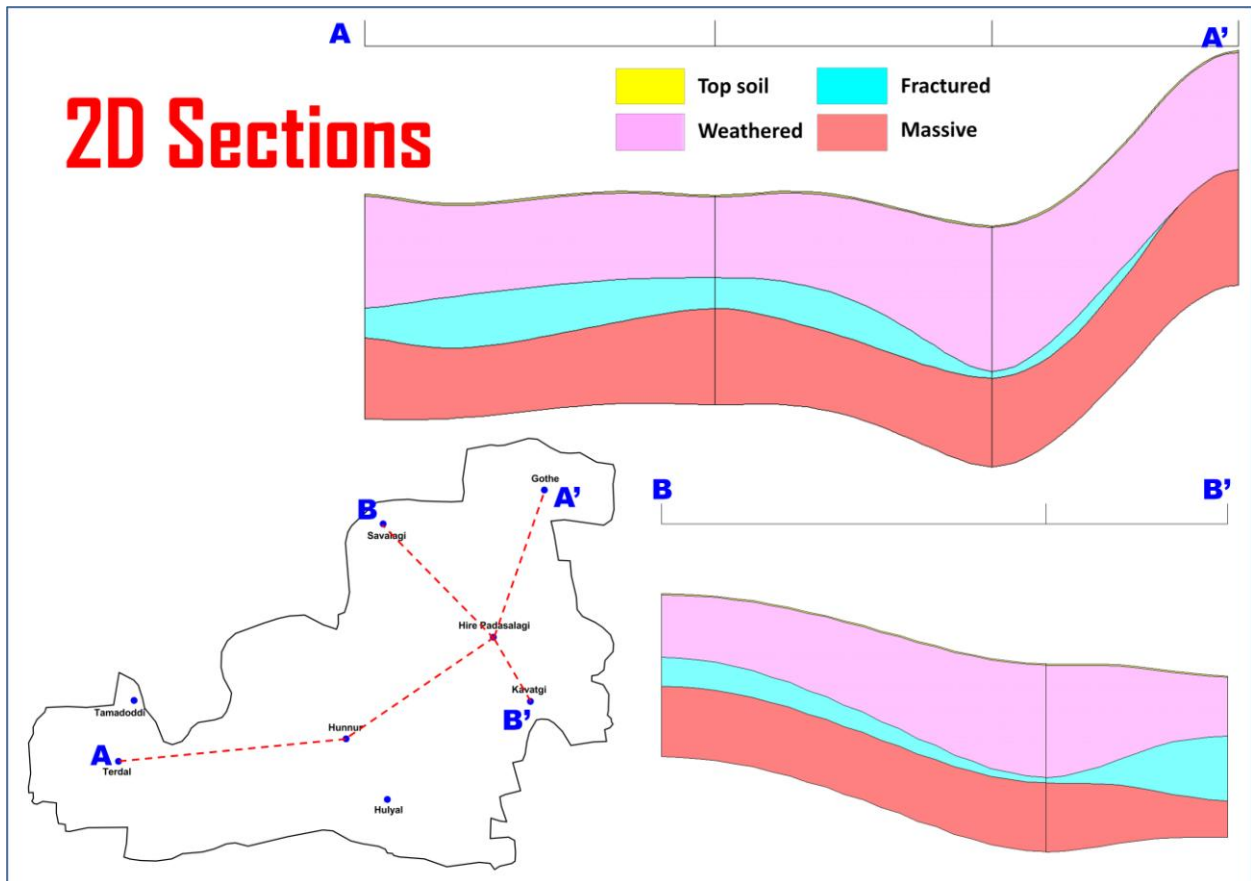 A
A’
2D Sections
Top soil
Fractured
Weathered
Massive
B
B’
Gothe
A’
B
Savalagi
Hire Padasalagi
Kavatgi
B’
Tamadoddi
Hunnur
A
Terdal
Hulyal